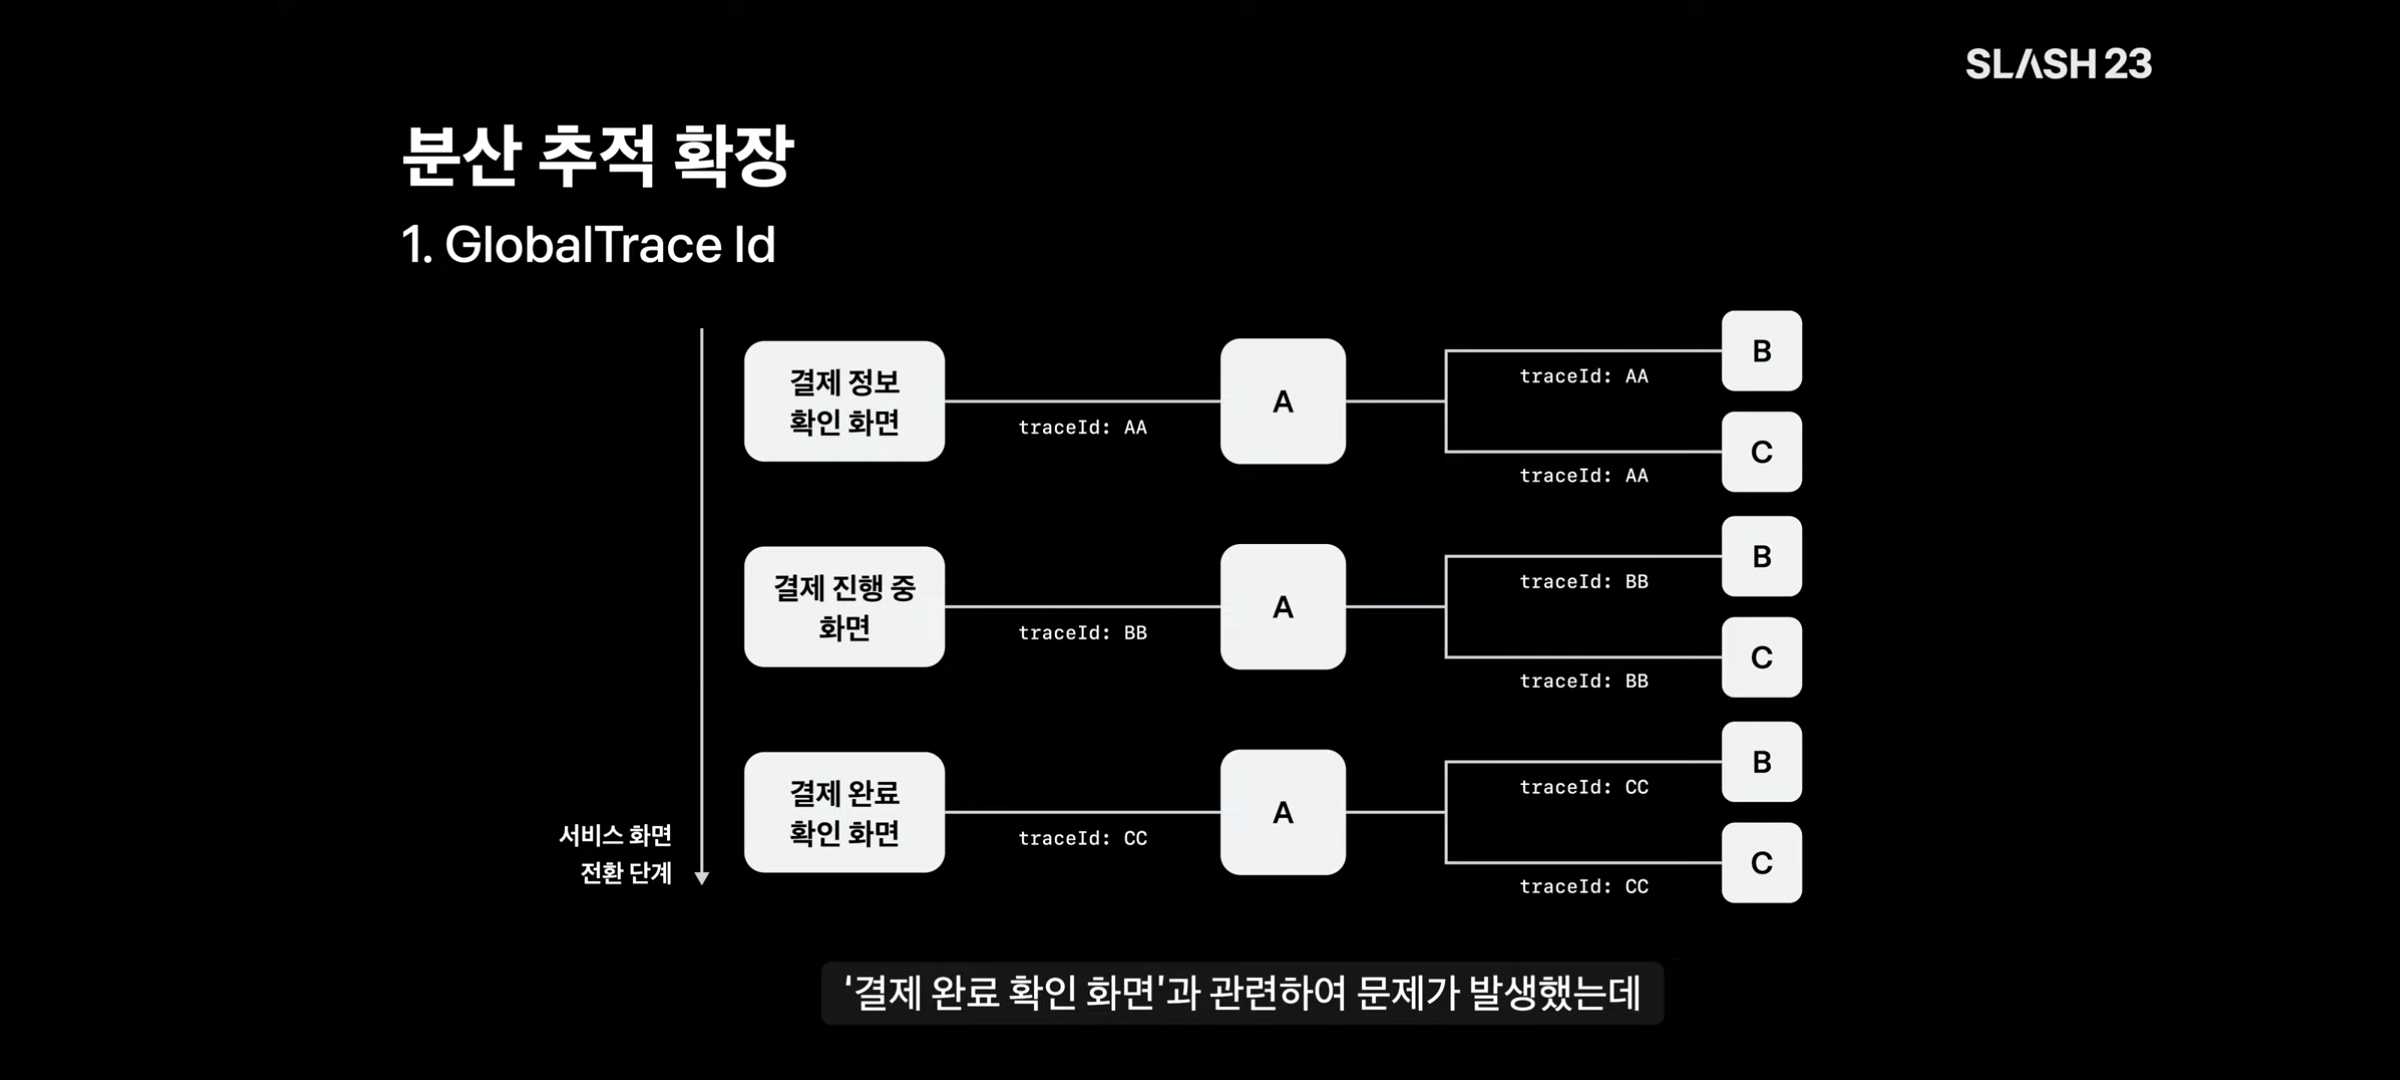 SLASH 23
분산 추적 확장
1. GlobalTrace Id
결제 정보
확인 화면
traceId: AA
A
traceId: AA
B
traceId: AA
C
결제 진행 중
화면
traceId: BB
A
traceId: BB
B
traceId: BB
C
결제 완료
확인 화면
traceId: CC
A
traceId: CC
B
traceId: CC
C
서비스 화면
전환 단계
‘결제 완료 확인 화면’과 관련하여 문제가 발생했는데